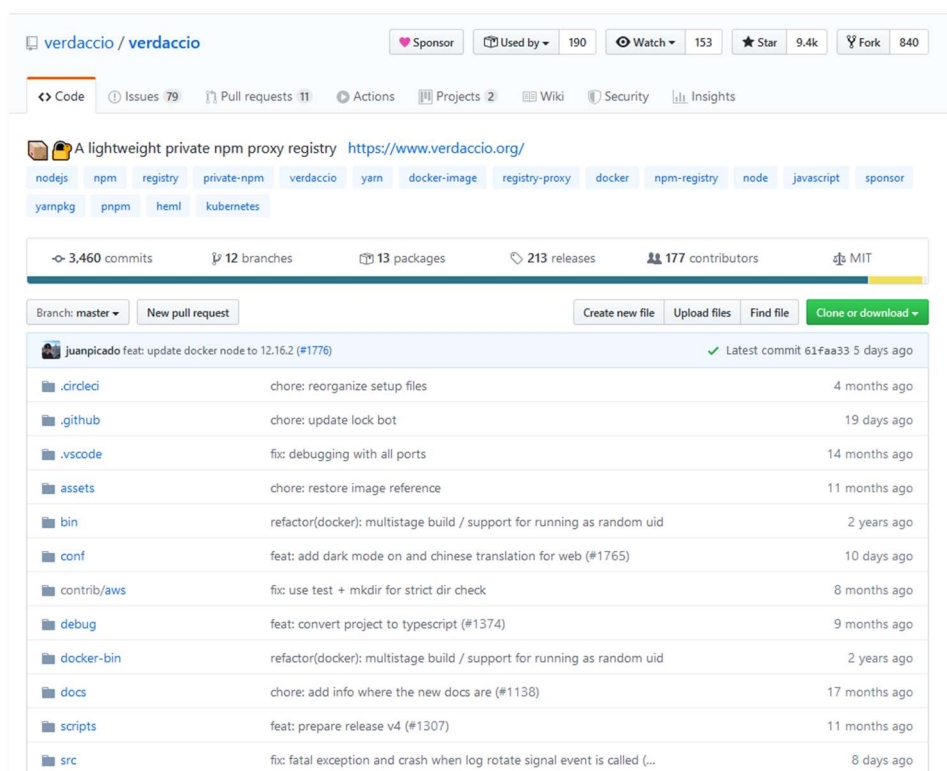 verdaccio / verdaccio Sponsor Used by 190 Watch 153 Star 9.4k Fork 840
Code Issues 79 Pull requests 11 Actions Projects 2 Wiki Security Insights
A lightweight private npm proxy registry https://www.verdaccio.org/
nodejs npm registry private-npm verdaccio yarn docker-image registry-proxy docker npm-registry node javascript sponsor
yarnpkg pnpm heml kubernetes
3,460 commits 12 branches 13 packages 213 releases 177 contributors MIT
Branch: master New pull request Create new file Upload files Find file Clone or download
juanpicado feat: update docker node to 12.16.2 (#1776) Latest commit 61faa33 5 days ago
.circleci chore: reorganize setup files 4 months ago
.github chore: update lock bot 19 days ago
.vscode fix: debugging with all ports 14 months ago
assets chore: restore image reference 11 months ago
bin refactor(docker): multistage build / support for running as random uid 2 years ago
conf feat: add dark mode on and chinese translation for web (#1765) 10 days ago
contrib/aws fix: use test + mkdir for strict dir check 8 months ago
debug feat: convert project to typescript (#1374) 9 months ago
docker-bin refactor(docker): multistage build / support for running as random uid 2 years ago
docs chore: add info where the new docs are (#1138) 17 months ago
scripts feat: prepare release v4 (#1307) 11 months ago
src fix: fatal exception and crash when log rotate signal event is called (... 8 days ago